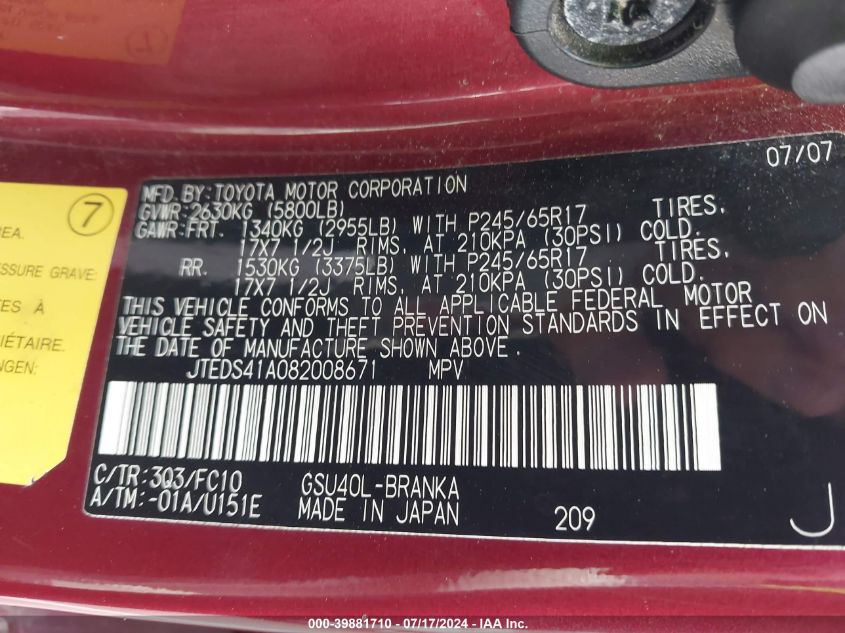 07/07
MFD. BY: TOYOTA MOTOR CORPORATION
GVWR: 2630KG (5800LB)
GAWR: FRT. 1340KG (2955LB) WITH P245/65R17 TIRES.
17X7 1/2J RIMS, AT 210KPA (30PSI) COLD.
RR. 1530KG (3375LB) WITH P245/65R17 TIRES.
17X7 1/2J RIMS, AT 210KPA (30PSI) COLD.
THIS VEHICLE CONFORMS TO ALL APPLICABLE FEDERAL MOTOR
VEHICLE SAFETY AND THEFT PREVENTION STANDARDS IN EFFECT ON
THE DATE OF MANUFACTURE SHOWN ABOVE.
JTEDS41A082008671 MPV
C/TR: 3Q3/FC10 GSU40L-BRANKA
A/TM: -01A/U151E MADE IN JAPAN 209 J
7
REA.
ESSURE GRAVE:
TES À
IÉTAIRE.
NGEN:
000-39881710 - 07/17/2024 - IAA Inc.